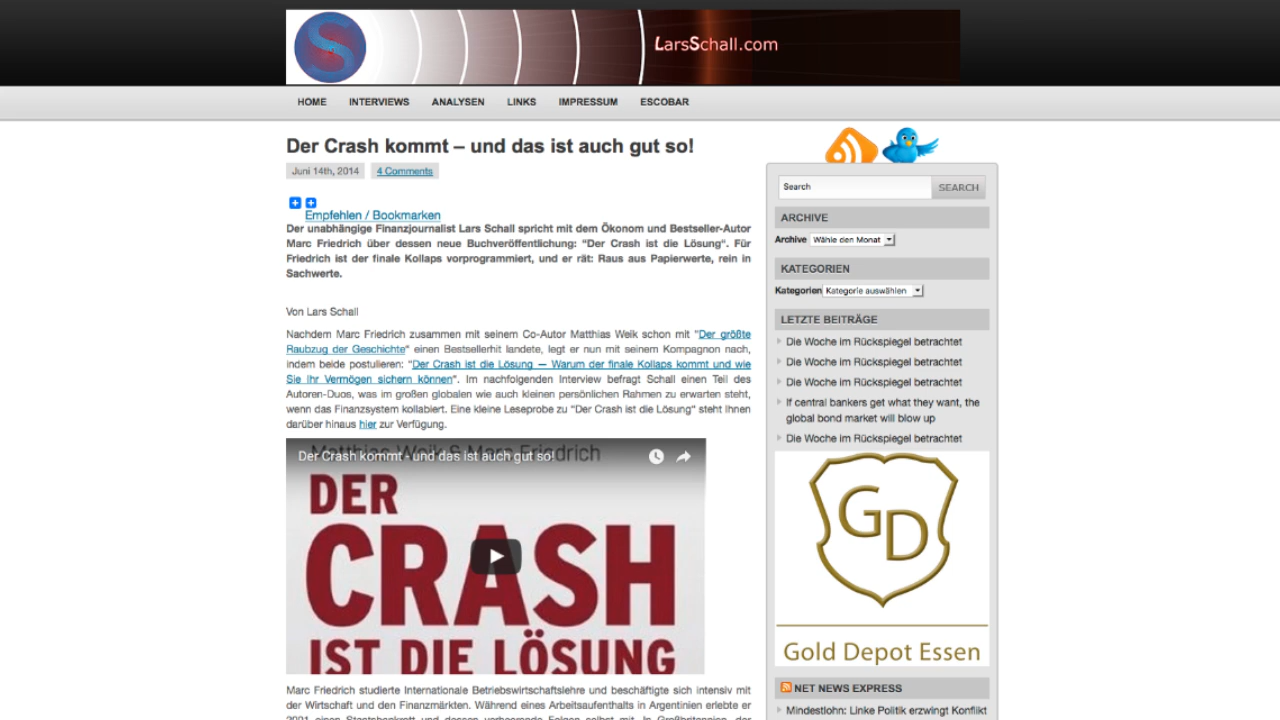 LarsSchall.com
HOME INTERVIEWS ANALYSEN LINKS IMPRESSUM ESCOBAR
Der Crash kommt – und das ist auch gut so!
Juni 14th, 2014 4 Comments
Empfehlen / Bookmarken
Der unabhängige Finanzjournalist Lars Schall spricht mit dem Ökonom und Bestseller-Autor
Marc Friedrich über dessen neue Buchveröffentlichung: "Der Crash ist die Lösung". Für
Friedrich ist der finale Kollaps vorprogrammiert, und er rät: Raus aus Papierwerte, rein in
Sachwerte.
Von Lars Schall
Nachdem Marc Friedrich zusammen mit seinem Co-Autor Matthias Weik schon mit "Der größte
Raubzug der Geschichte" einen Bestsellerhit landete, legt er nun mit seinem Kompagnon nach,
indem beide postulieren: "Der Crash ist die Lösung — Warum der finale Kollaps kommt und wie
Sie Ihr Vermögen sichern können". Im nachfolgenden Interview befragt Schall einen Teil des
Autoren-Duos, was im großen globalen wie auch kleinen persönlichen Rahmen zu erwarten steht,
wenn das Finanzsystem kollabiert. Eine kleine Leseprobe zu "Der Crash ist die Lösung" steht Ihnen
darüber hinaus hier zur Verfügung.
Matthias Weik & Marc Friedrich
Der Crash kommt - und das ist auch gut so!
DER
CRASH
IST DIE LÖSUNG
Marc Friedrich studierte Internationale Betriebswirtschaftslehre und beschäftigte sich intensiv mit
der Wirtschaft und den Finanzmärkten. Während eines Arbeitsaufenthalts in Argentinien erlebte er
2001 einen Staatsbankrott und dessen verheerende Folgen selbst mit. In Großbritannien, der
Search SEARCH
ARCHIVE
Archive Wähle den Monat
KATEGORIEN
Kategorien Kategorie auswählen
LETZTE BEITRÄGE
Die Woche im Rückspiegel betrachtet
Die Woche im Rückspiegel betrachtet
Die Woche im Rückspiegel betrachtet
If central bankers get what they want, the
global bond market will blow up
Die Woche im Rückspiegel betrachtet
GD
Gold Depot Essen
NET NEWS EXPRESS
Mindestlohn: Linke Politik erzwingt Konflikt